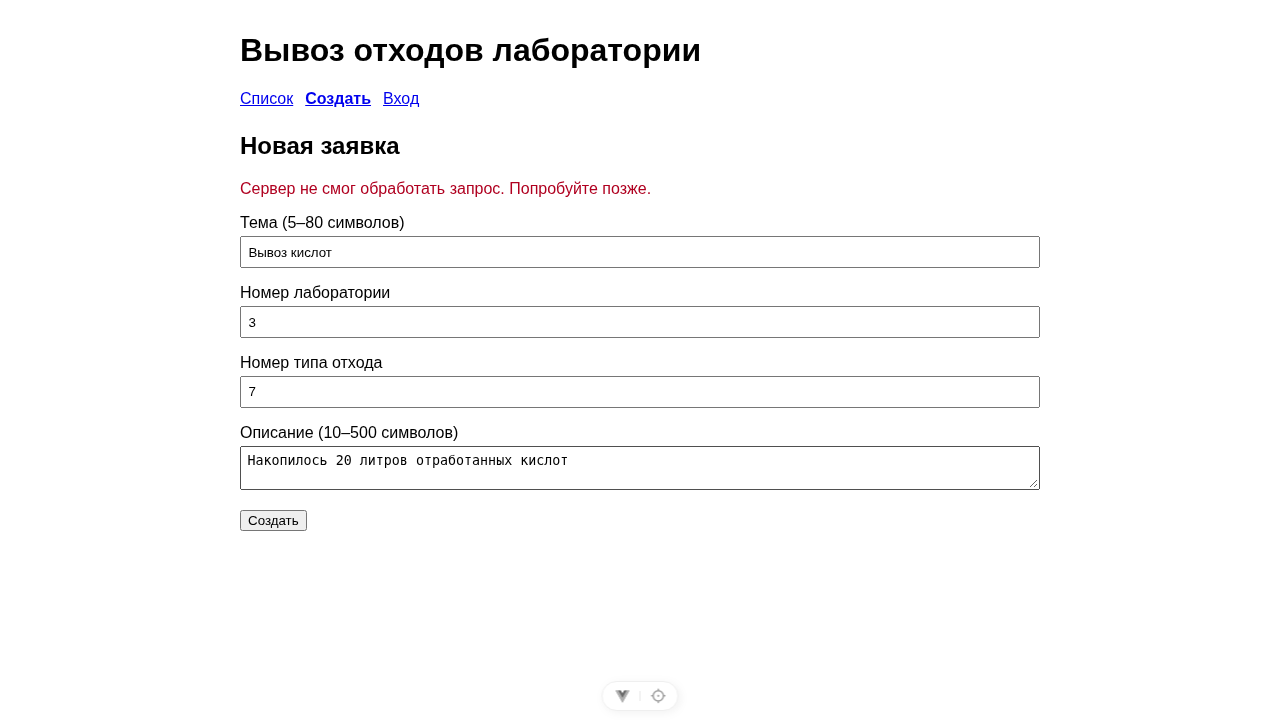 Вывоз отходов лаборатории
Список Создать Вход
Новая заявка
Сервер не смог обработать запрос. Попробуйте позже.
Тема (5–80 символов)
Вывоз кислот
Номер лаборатории
3
Номер типа отхода
7
Описание (10–500 символов)
Накопилось 20 литров отработанных кислот
Создать